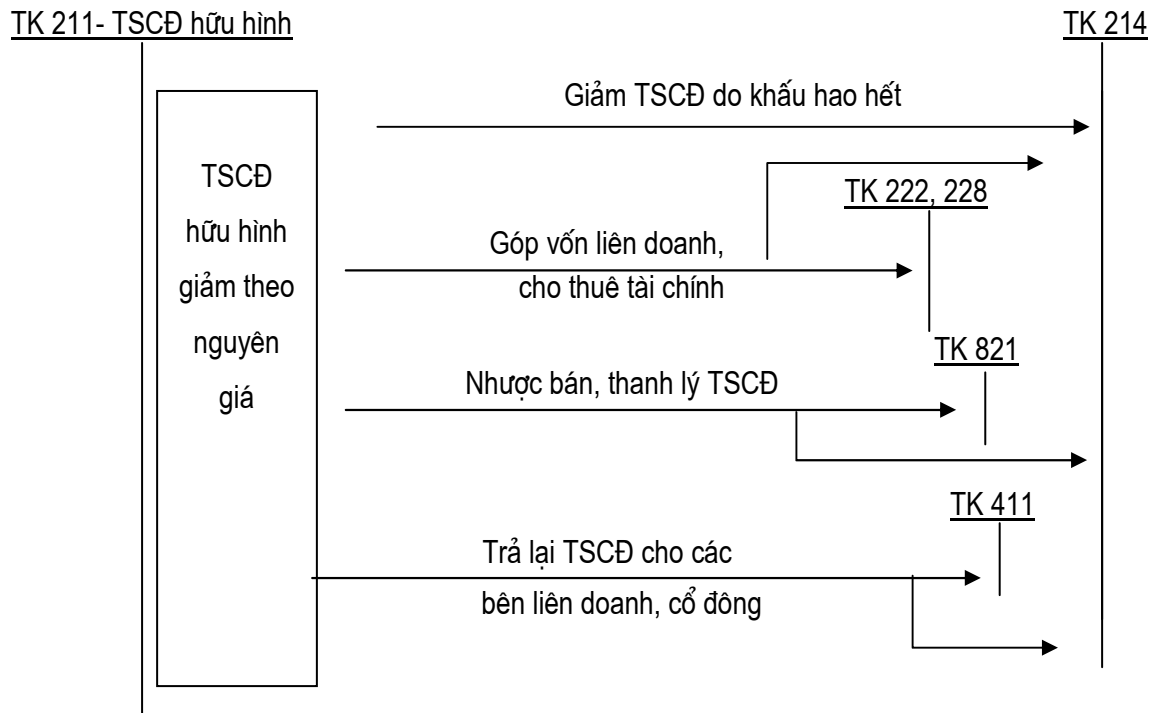 TK 211- TSCĐ hữu hình
TK 214
Giảm TSCĐ do khấu hao hết
TSCĐ
hữu hình
giảm theo
nguyên
giá
TK 222, 228
Góp vốn liên doanh,
cho thuê tài chính
TK 821
Nhược bán, thanh lý TSCĐ
TK 411
Trả lại TSCĐ cho các
bên liên doanh, cổ đông